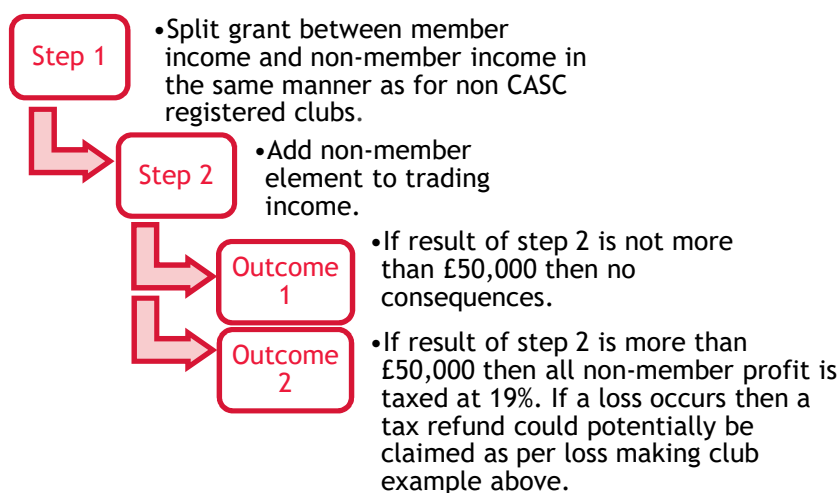 Step 1
•Split grant between member
income and non-member income in
the same manner as for non CASC
registered clubs.
Step 2
•Add non-member
element to trading
income.
Outcome
1
•If result of step 2 is not more
than £50,000 then no
consequences.
Outcome
2
•If result of step 2 is more than
£50,000 then all non-member profit is
taxed at 19%. If a loss occurs then a
tax refund could potentially be
claimed as per loss making club
example above.